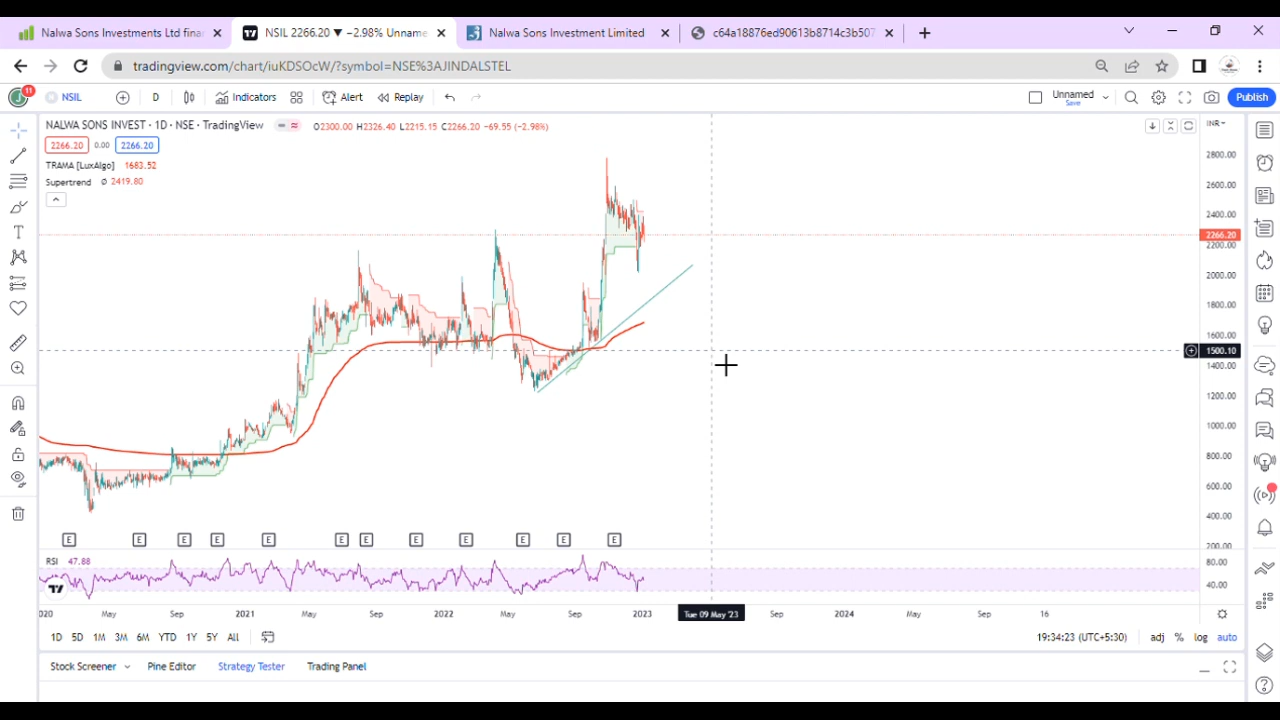 Nalwa Sons Investments Ltd fina
NSIL 2266.20 ▼ −2.98% Unname
Nalwa Sons Investment Limited
c64a18876ed90613b8714c3b507
tradingview.com/chart/iuKDSOcW/?symbol=NSE%3AJINDALSTEL
11
NSIL
D
Indicators
Alert
Replay
Unnamed
Save
Publish
NALWA SONS INVEST · 1D · NSE · TradingView
O2300.00 H2326.40 L2215.15 C2266.20 −69.55 (−2.98%)
INR
2266.20 0.00 2266.20
TRAMA [LuxAlgo] 1683.52
Supertrend Ø 2419.80
2800.00
2600.00
2400.00
2266.20
2200.00
2000.00
1800.00
1600.00
1500.10
1400.00
1200.00
1000.00
800.00
600.00
400.00
200.00
E E E E E E E E E E E E
RSI 47.88
80.00
40.00
2020 May Sep 2021 May Sep 2022 May Sep 2023 Tue 09 May '23 Sep 2024 May Sep 16
1D 5D 1M 3M 6M YTD 1Y 5Y All
19:34:23 (UTC+5:30) adj % log auto
Stock Screener Pine Editor Strategy Tester Trading Panel